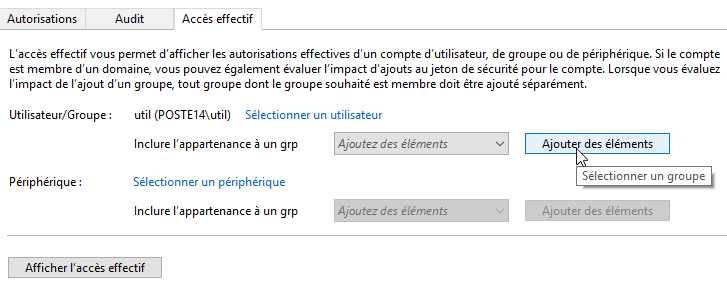 Autorisations Audit Accès effectif
L'accès effectif vous permet d'afficher les autorisations effectives d'un compte d'utilisateur, de groupe ou de périphérique. Si le compte
est membre d'un domaine, vous pouvez également évaluer l'impact d'ajouts au jeton de sécurité pour le compte. Lorsque vous évaluez
l'impact de l'ajout d'un groupe, tout groupe dont le groupe souhaité est membre doit être ajouté séparément.
Utilisateur/Groupe : util (POSTE14\util) Sélectionner un utilisateur
Inclure l'appartenance à un grp Ajoutez des éléments Ajouter des éléments
Sélectionner un groupe
Périphérique : Sélectionner un périphérique
Inclure l'appartenance à un grp Ajoutez des éléments Ajouter des éléments
Afficher l'accès effectif